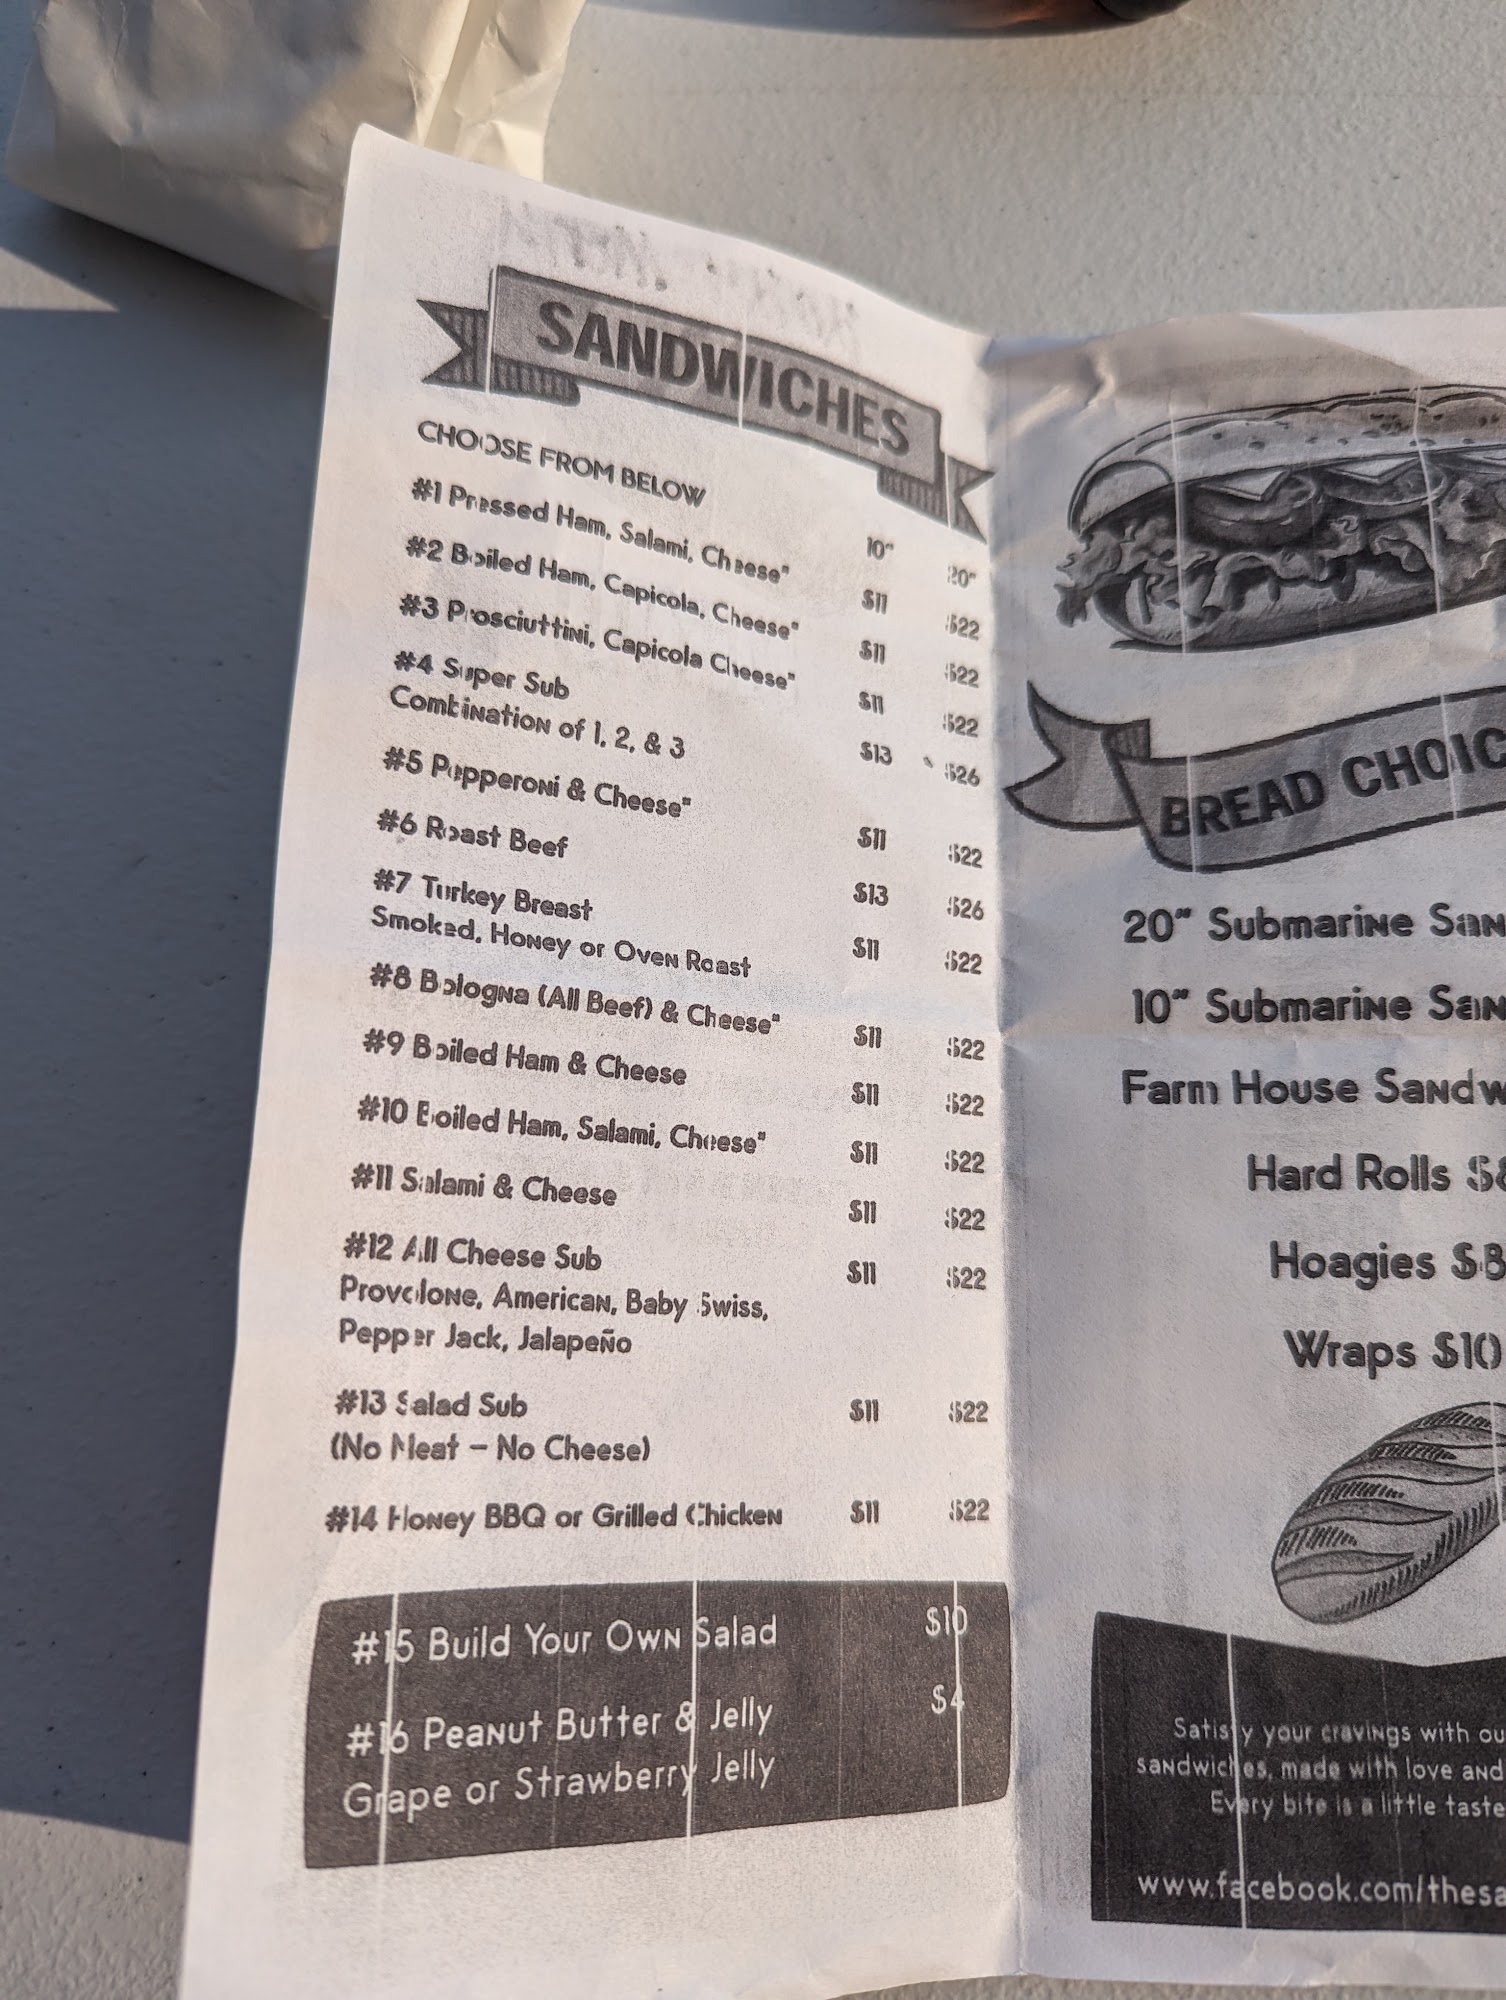 SANDWICHES
CHOOSE FROM BELOW
10" 20"
#1 Pressed Ham, Salami, Cheese" $11 $22
#2 Boiled Ham, Capicola, Cheese" $11 $22
#3 Prosciuttini, Capicola Cheese" $11 $22
#4 Super Sub $13 $26
Combination of 1, 2, & 3
#5 Pepperoni & Cheese" $11 $22
#6 Roast Beef $13 $26
#7 Turkey Breast $11 $22
Smoked, Honey or Oven Roast
#8 Bologna (All Beef) & Cheese" $11 $22
#9 Boiled Ham & Cheese $11 $22
#10 Boiled Ham, Salami, Cheese" $11 $22
#11 Salami & Cheese $11 $22
#12 All Cheese Sub $11 $22
Provolone, American, Baby Swiss,
Pepper Jack, Jalapeño
#13 Salad Sub $11 $22
(No Meat – No Cheese)
#14 Honey BBQ or Grilled Chicken $11 $22
#15 Build Your Own Salad $10
#16 Peanut Butter & Jelly $4
Grape or Strawberry Jelly
BREAD CHOIC
20" Submarine San
10" Submarine San
Farm House Sandw
Hard Rolls
Hoagies $8
Wraps $10
Satisfy your cravings with ou
sandwiches, made with love and
Every bite is a little taste
www.facebook.com/thesa